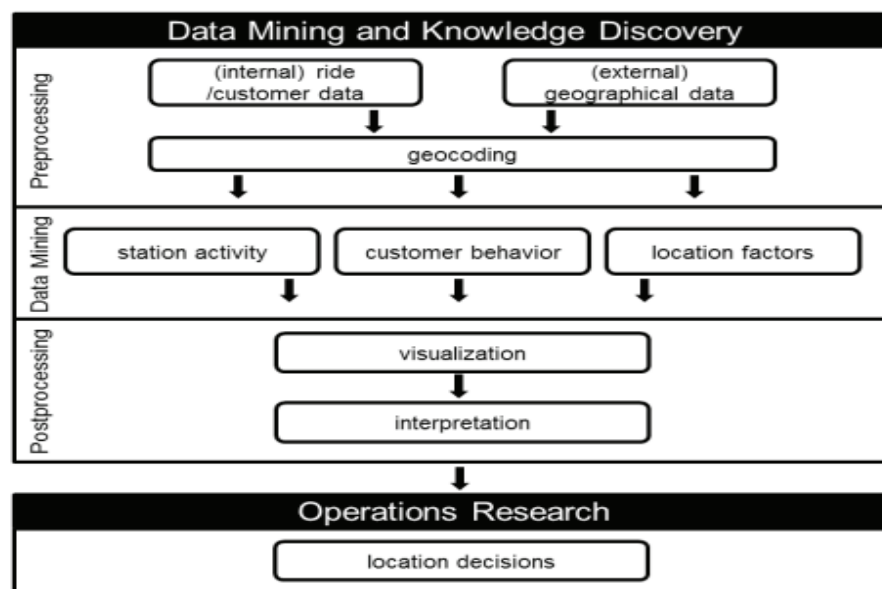 Data Mining and Knowledge Discovery
Preprocessing
(internal) ride
/customer data
(external)
geographical data
geocoding
Data Mining
station activity
customer behavior
location factors
Postprocessing
visualization
interpretation
Operations Research
location decisions